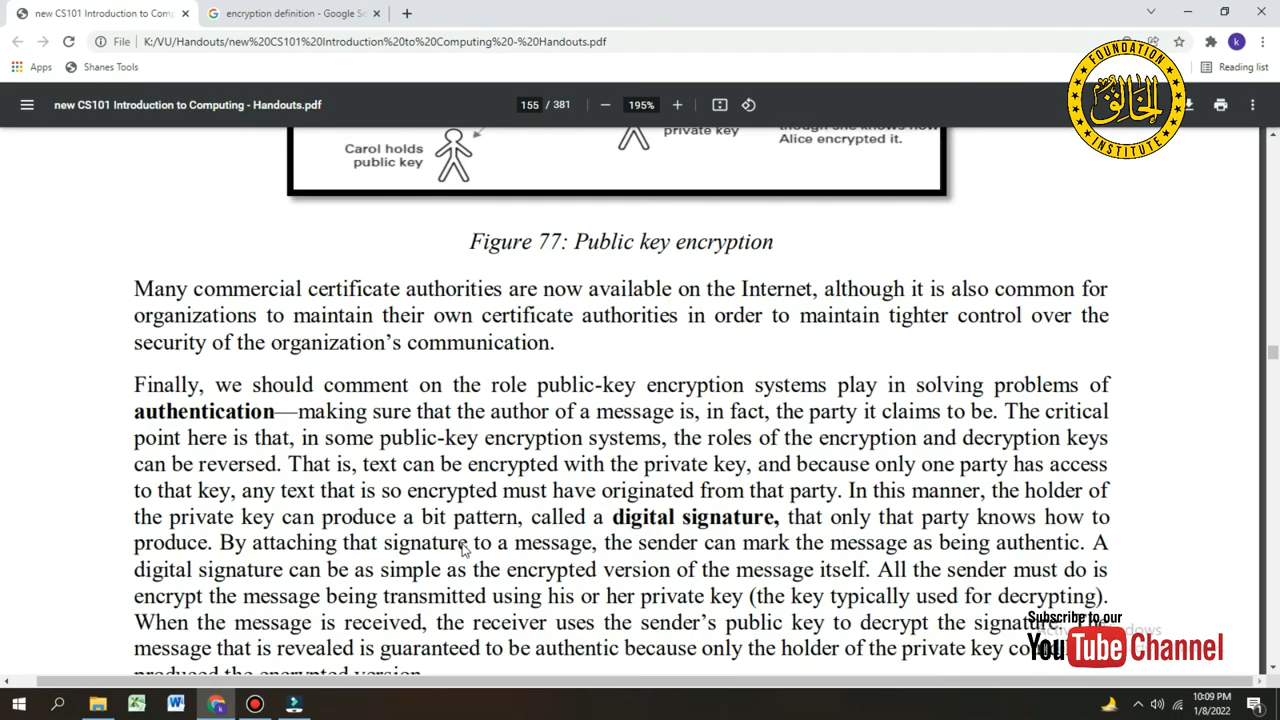 new CS101 Introduction to Comp
encryption definition - Google Se
File
K:/VU/Handouts/new%20CS101%20Introduction%20to%20Computing%20-%20Handouts.pdf
k
Apps
Shanes Tools
Reading list
FOUNDATION
الخالق
INSTITUTE
new CS101 Introduction to Computing - Handouts.pdf
155 / 381
195%
private key
Alice encrypted it.
Carol holds
public key
Figure 77: Public key encryption
Many commercial certificate authorities are now available on the Internet, although it is also common for
organizations to maintain their own certificate authorities in order to maintain tighter control over the
security of the organization's communication.
Finally, we should comment on the role public-key encryption systems play in solving problems of
authentication—making sure that the author of a message is, in fact, the party it claims to be. The critical
point here is that, in some public-key encryption systems, the roles of the encryption and decryption keys
can be reversed. That is, text can be encrypted with the private key, and because only one party has access
to that key, any text that is so encrypted must have originated from that party. In this manner, the holder of
the private key can produce a bit pattern, called a digital signature, that only that party knows how to
produce. By attaching that signature to a message, the sender can mark the message as being authentic. A
digital signature can be as simple as the encrypted version of the message itself. All the sender must do is
encrypt the message being transmitted using his or her private key (the key typically used for decrypting).
When the message is received, the receiver uses the sender's public key to decrypt the signature. The
message that is revealed is guaranteed to be authentic because only the holder of the private key co
produced the encrypted version
Subscribe to our
YouTube Channel
10:09 PM
1/8/2022